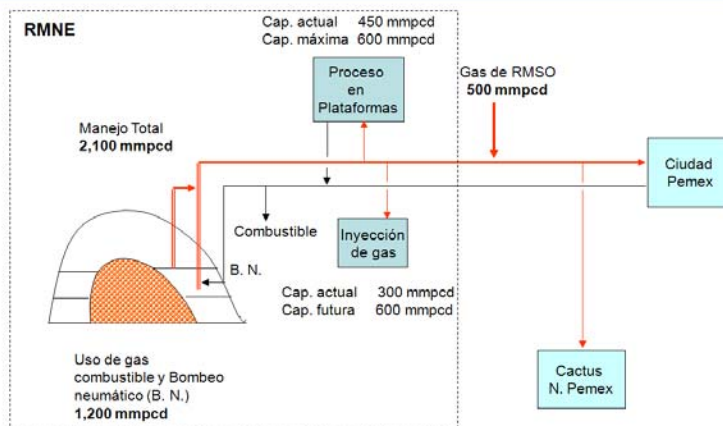 RMNE
Cap. actual 450 mmpcd
Cap. máxima 600 mmpcd
Proceso
en
Plataformas
Gas de RMSO
500 mmpcd
Manejo Total
2,100 mmpcd
Ciudad
Pemex
Combustible
Inyección
de gas
B. N.
Cap. actual 300 mmpcd
Cap. futura 600 mmpcd
Uso de gas
combustible y Bombeo
neumático (B. N.)
1,200 mmpcd
Cactus
N. Pemex